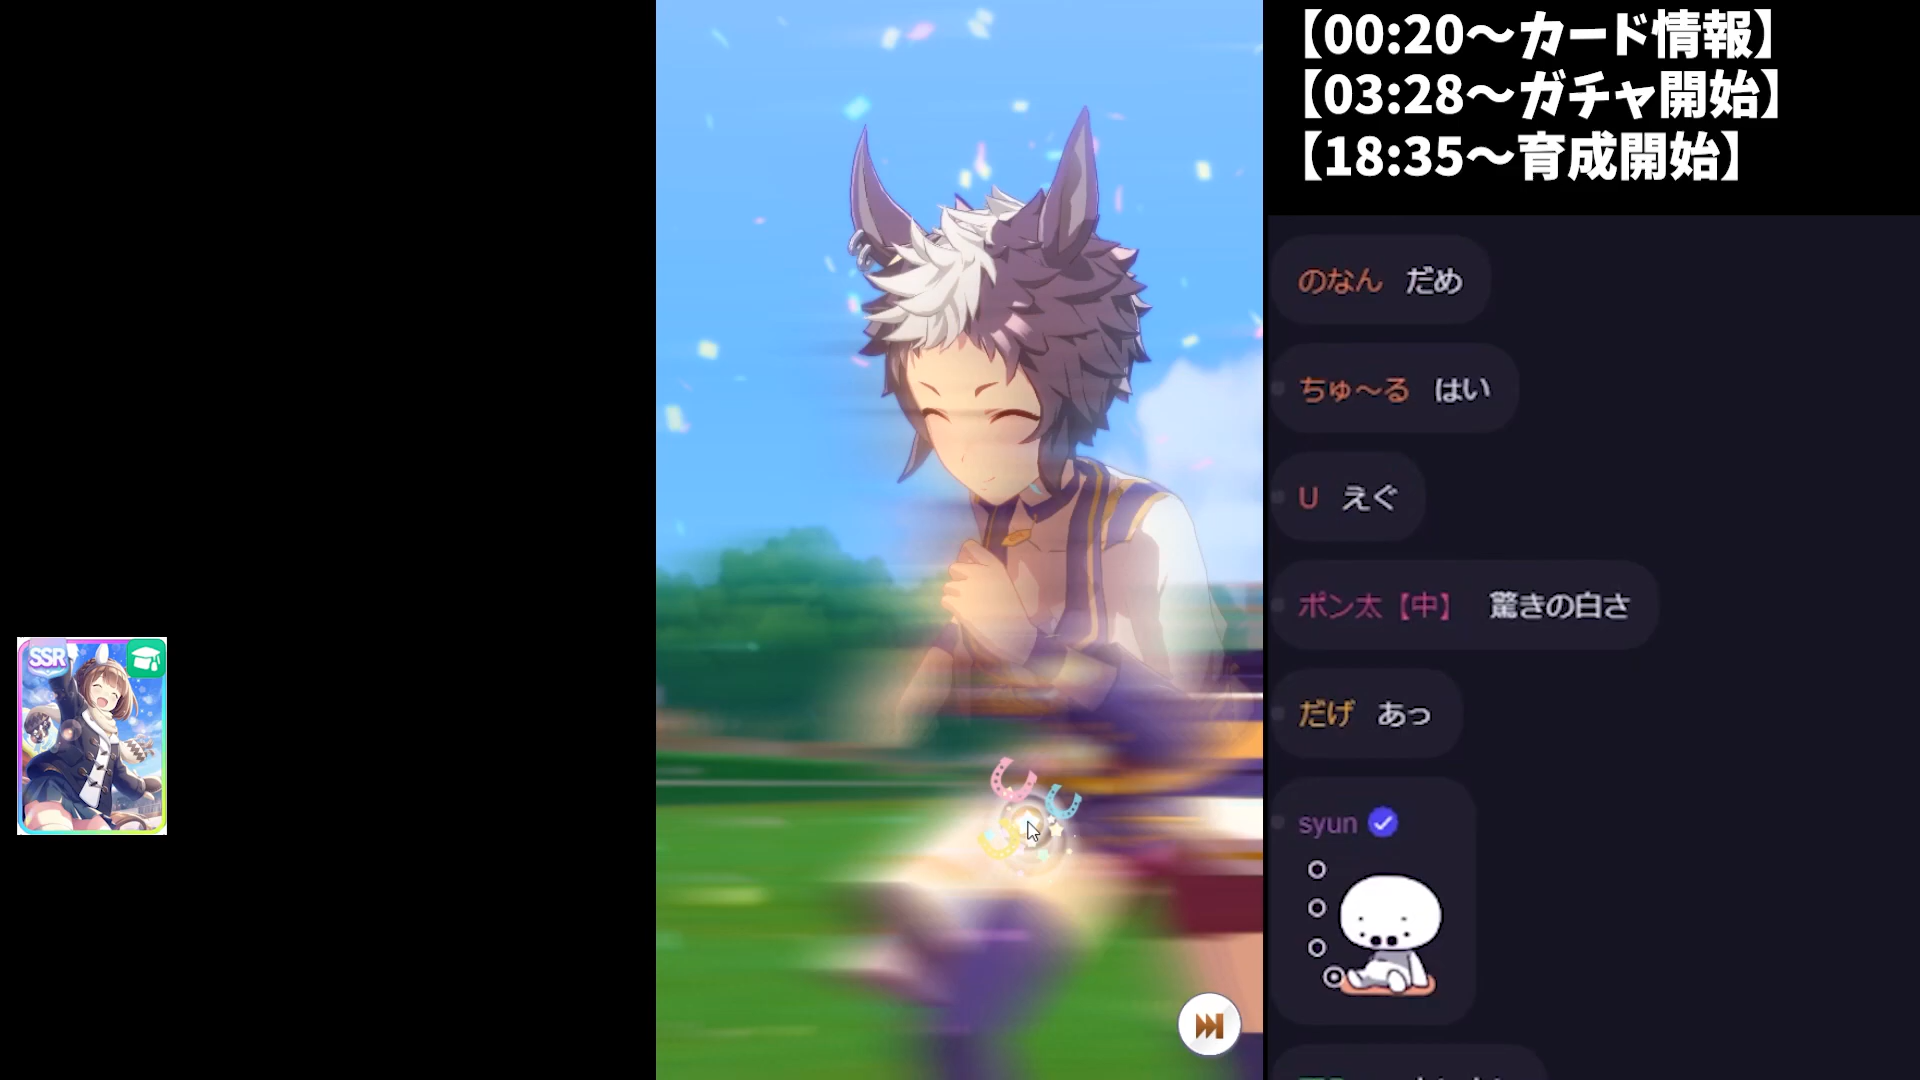 【00:20～カード情報】
【03:28～ガチャ開始】
【18:35～育成開始】
のなん だめ
ちゅ～る はい
U えぐ
ポン太【中】 驚きの白さ
だげ あっ
syun
SSR